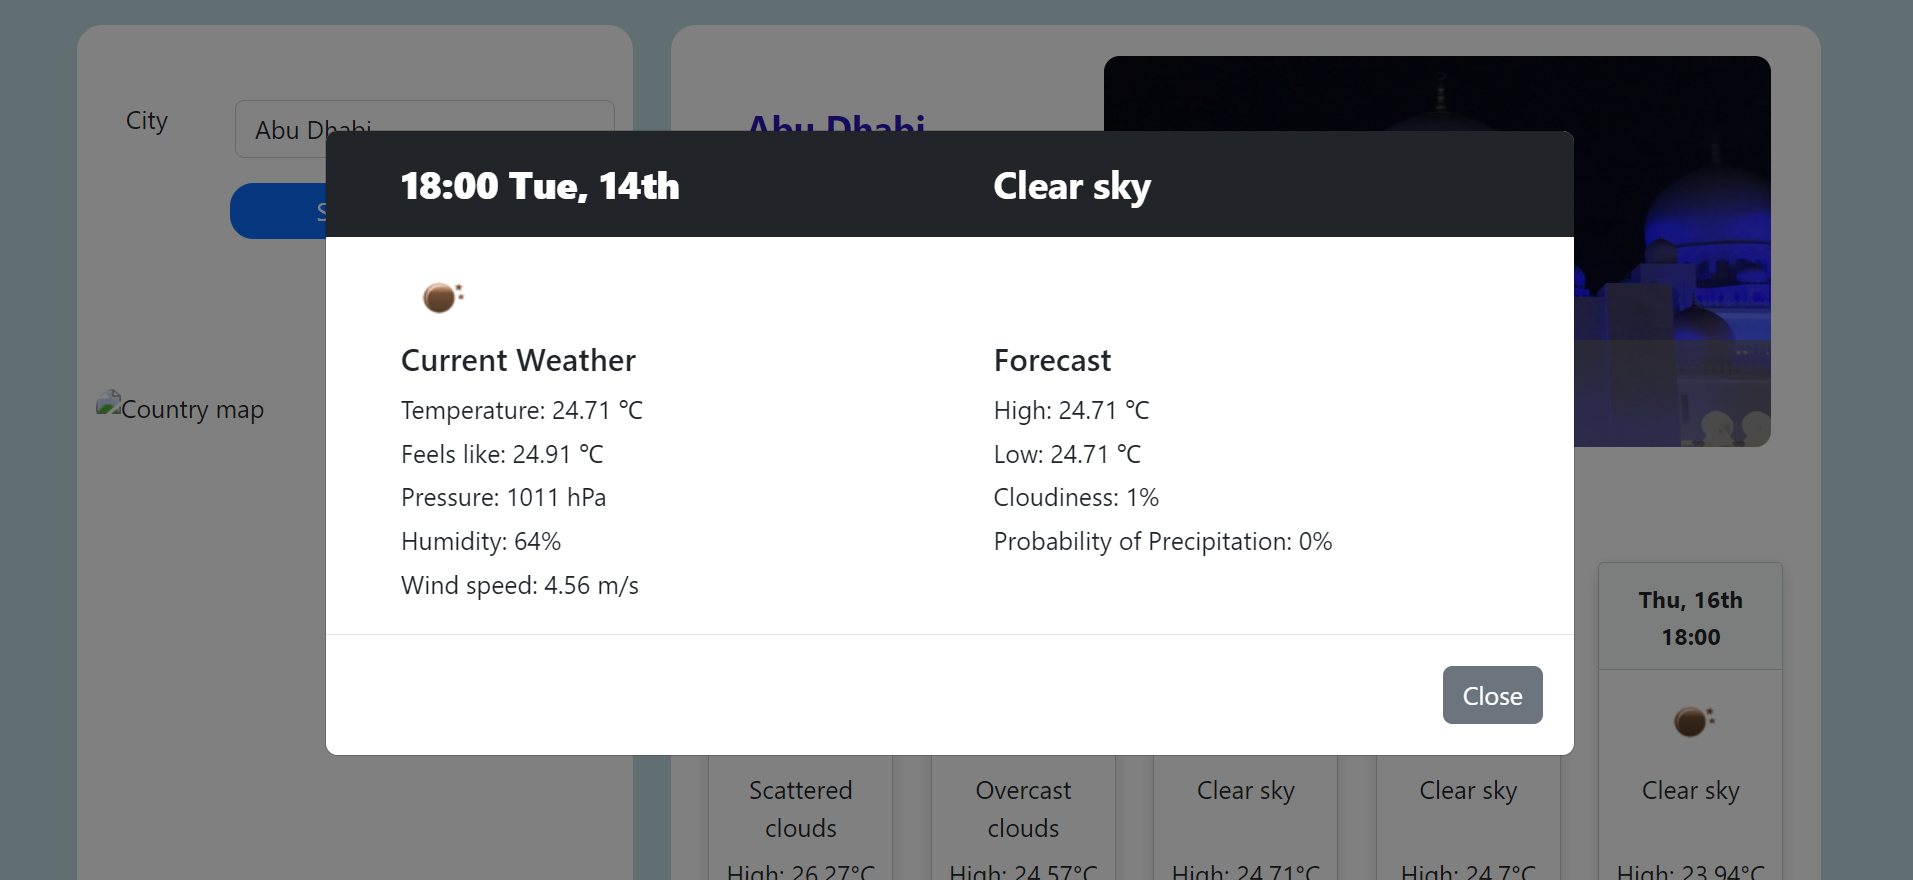 City
Abu Dhabi
Abu Dhabi
18:00 Tue, 14th
Clear sky
Current Weather
Temperature: 24.71 ℃
Feels like: 24.91 ℃
Pressure: 1011 hPa
Humidity: 64%
Wind speed: 4.56 m/s
Forecast
High: 24.71 ℃
Low: 24.71 ℃
Cloudiness: 1%
Probability of Precipitation: 0%
Close
Country map
Thu, 16th
18:00
Scattered
clouds
High: 26.27°C
Overcast
clouds
High: 24.57°C
Clear sky
High: 24.71°C
Clear sky
High: 24.7°C
Clear sky
High: 23.94°C